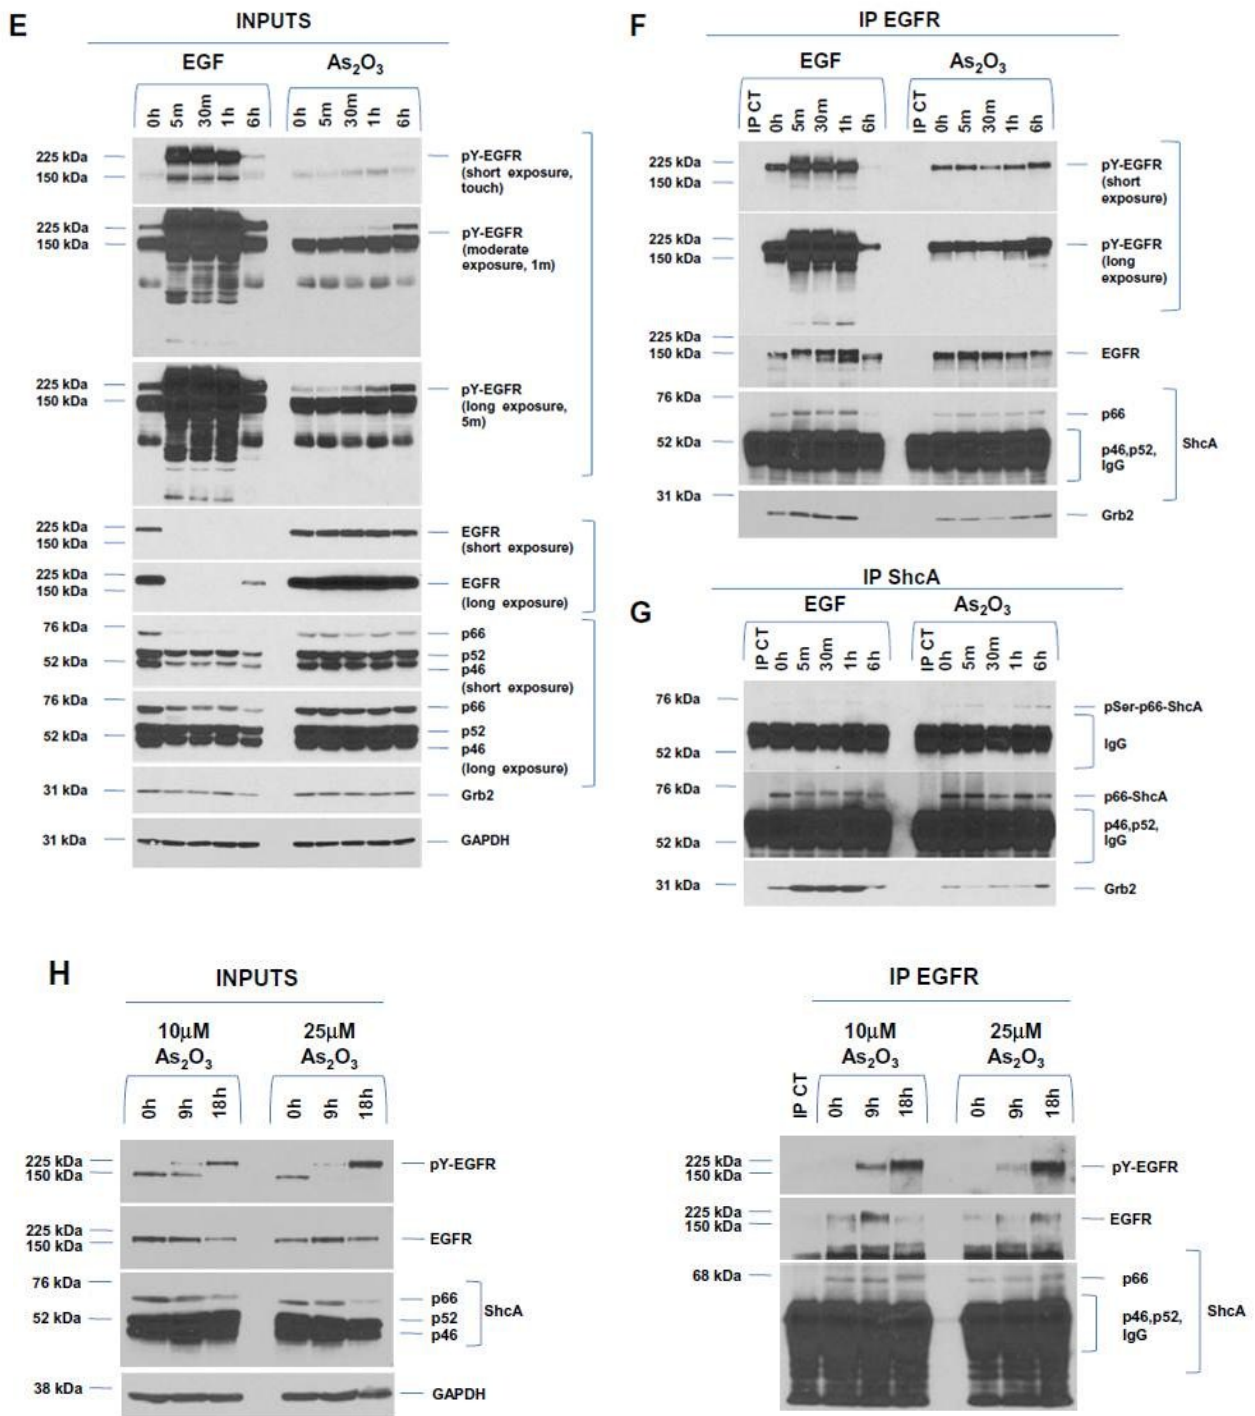 E
INPUTS
EGF
As2O3
0h 5m 30m 1h 6h
0h 5m 30m 1h 6h
225 kDa
150 kDa
pY-EGFR
(short exposure,
touch)
225 kDa
150 kDa
pY-EGFR
(moderate
exposure, 1m)
225 kDa
150 kDa
pY-EGFR
(long exposure,
5m)
225 kDa
150 kDa
EGFR
(short exposure)
225 kDa
150 kDa
EGFR
(long exposure)
76 kDa
52 kDa
p66
p52
p46
(short exposure)
76 kDa
52 kDa
p66
p52
p46
(long exposure)
31 kDa
Grb2
31 kDa
GAPDH
F
IP EGFR
EGF
As2O3
IP CT 0h 5m 30m 1h 6h
IP CT 0h 5m 30m 1h 6h
225 kDa
150 kDa
pY-EGFR
(short
exposure)
225 kDa
150 kDa
pY-EGFR
(long
exposure)
225 kDa
150 kDa
EGFR
76 kDa
52 kDa
p66
p46,p52,
IgG
ShcA
31 kDa
Grb2
G
IP ShcA
EGF
As2O3
IP CT 0h 5m 30m 1h 6h
IP CT 0h 5m 30m 1h 6h
76 kDa
52 kDa
pSer-p66-ShcA
IgG
76 kDa
52 kDa
p66-ShcA
p46,p52,
IgG
31 kDa
Grb2
H
INPUTS
10μM
As2O3
25μM
As2O3
0h 9h 18h
0h 9h 18h
225 kDa
150 kDa
pY-EGFR
225 kDa
150 kDa
EGFR
76 kDa
52 kDa
p66
p52
p46
ShcA
38 kDa
GAPDH
IP EGFR
10μM
As2O3
25μM
As2O3
IP CT 0h 9h 18h
0h 9h 18h
225 kDa
150 kDa
pY-EGFR
225 kDa
150 kDa
EGFR
68 kDa
p66
p46,p52,
IgG
ShcA